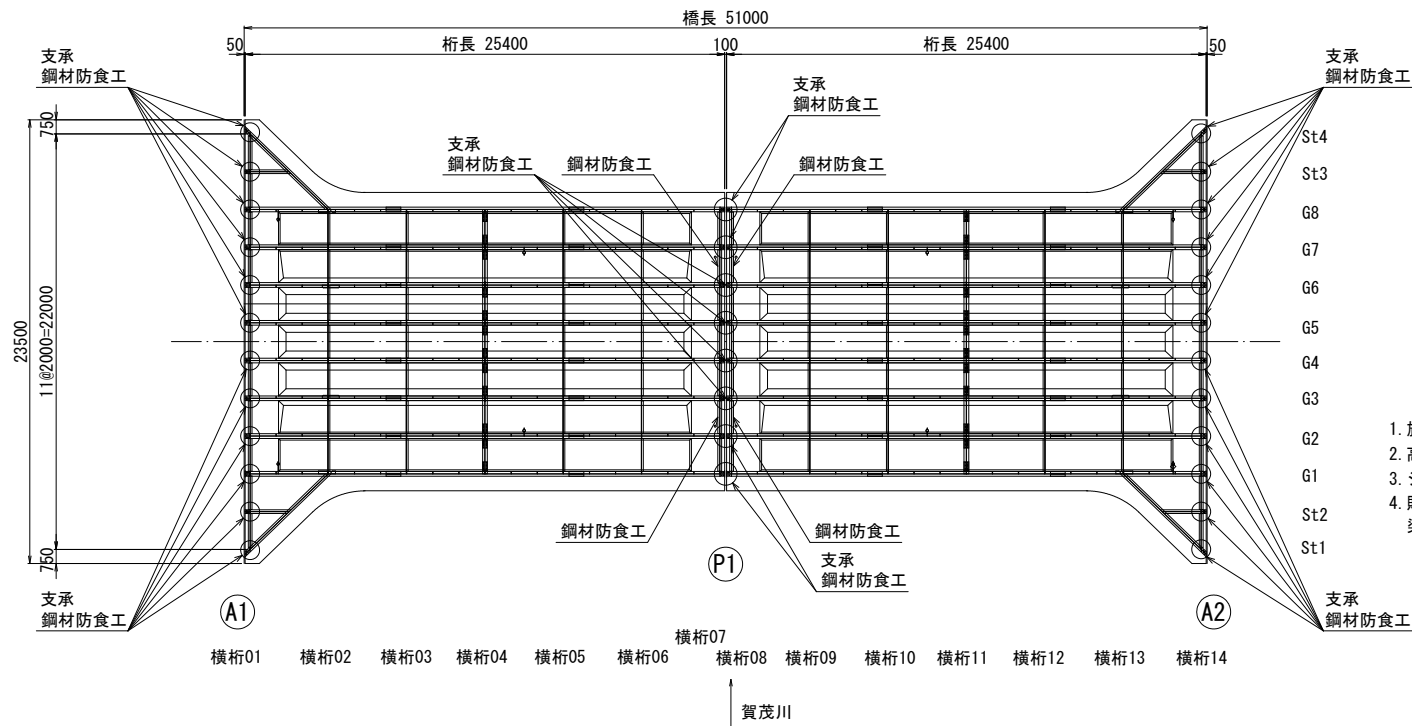 橋長 51000
50
桁長 25400
100
桁長 25400
50
支承
鋼材防食工
支承
鋼材防食工
支承
鋼材防食工
支承
鋼材防食工
鋼材防食工
鋼材防食工
750
11@2000=22000
23500
750
St4
St3
G8
G7
G6
G5
G4
G3
G2
G1
St2
St1
1.
2.
3.
4.
鋼材防食工
鋼材防食工
支承
鋼材防食工
支承
鋼材防食工
支承
鋼材防食工
A1
P1
A2
横桁07
横桁01
横桁02
横桁03
横桁04
横桁05
横桁06
横桁08
横桁09
横桁10
横桁11
横桁12
横桁13
横桁14
賀茂川